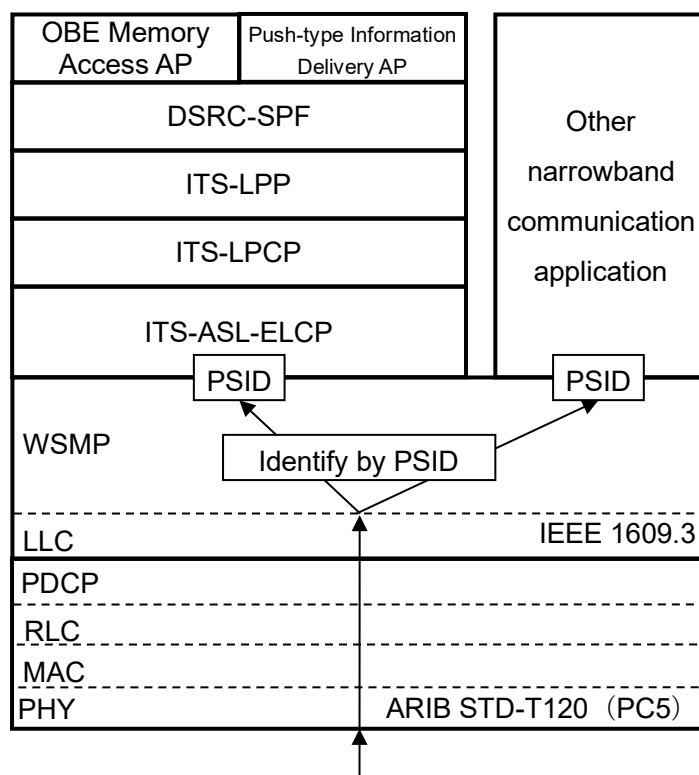 OBE Memory
Access AP
Push-type Information
Delivery AP
DSRC-SPF
ITS-LPP
ITS-LPCP
ITS-ASL-ELCP
Other
narrowband
communication
application
PSID
PSID
WSMP
Identify by PSID
LLC
IEEE 1609.3
PDCP
RLC
MAC
PHY
ARIB STD-T120（PC5）